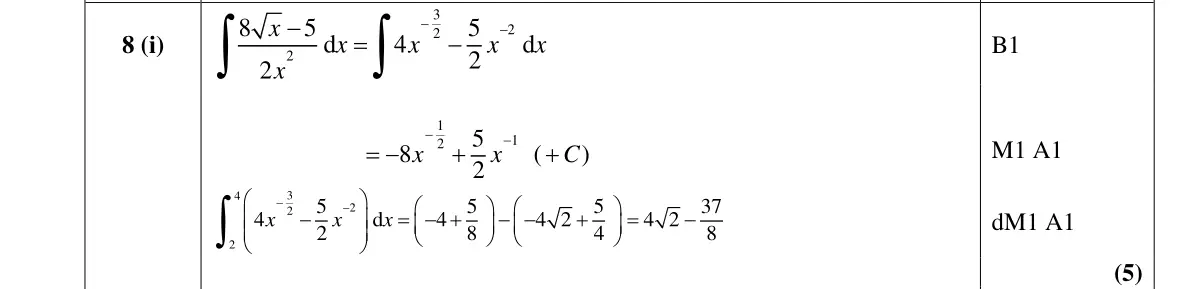 8 (i) ∫ (8√x − 5)/(2x²) dx = ∫ 4x^(−3/2) − (5/2)x^(−2) dx B1
= −8x^(−1/2) + (5/2)x^(−1) (+C) M1 A1
∫₂⁴ (4x^(−3/2) − (5/2)x^(−2)) dx = (−4 + 5/8) − (−4√2 + 5/4) = 4√2 − 37/8 dM1 A1
(5)